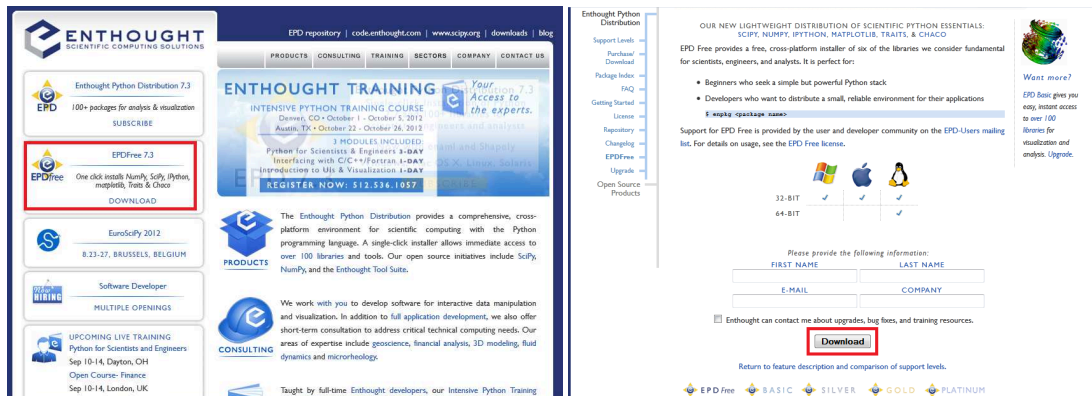 ENTHOUGHT
SCIENTIFIC COMPUTING SOLUTIONS
EPD repository | code.enthought.com | www.scipy.org | downloads | blog
PRODUCTS CONSULTING TRAINING SECTORS COMPANY CONTACT US
EPD
Enthought Python Distribution 7.3
100+ packages for analysis & visualization
SUBSCRIBE
EPDfree
EPDFree 7.3
One click installs NumPy, SciPy, IPython,
matplotlib, Traits & Chaco
DOWNLOAD
EuroSciPy 2012
8.23-27, BRUSSELS, BELGIUM
Now
HIRING
Software Developer
MULTIPLE OPENINGS
UPCOMING LIVE TRAINING
Python for Scientists and Engineers
Sep 10-14, Dayton, OH
Open Course- Finance
Sep 10-14, London, UK
ENTHOUGHT TRAINING
Your
Access to
the experts.
INTENSIVE PYTHON TRAINING COURSE
Denver, CO • October 1 - October 5, 2012
Austin, TX • October 22 - October 26, 2012
3 MODULES INCLUDED:
Python for Scientists & Engineers 3-DAY
Interfacing with C/C++/Fortran 1-DAY
Introduction to UIs & Visualization 1-DAY
REGISTER NOW: 512.536.1057
PRODUCTS
The Enthought Python Distribution provides a comprehensive, cross-
platform environment for scientific computing with the Python
programming language. A single-click installer allows immediate access to
over 100 libraries and tools. Our open source initiatives include SciPy,
NumPy, and the Enthought Tool Suite.
CONSULTING
We work with you to develop software for interactive data manipulation
and visualization. In addition to full application development, we also offer
short-term consultation to address critical technical computing needs. Our
areas of expertise include geoscience, financial analysis, 3D modeling, fluid
dynamics and microrheology.
Taught by full-time Enthought developers, our Intensive Python Training
Enthought Python
Distribution
Support Levels
Purchase/
Download
Package Index
FAQ
Getting Started
Licence
Repository
Changelog
EPDFree
Upgrade
Open Source
Products
OUR NEW LIGHTWEIGHT DISTRIBUTION OF SCIENTIFIC PYTHON ESSENTIALS:
SCIPY, NUMPY, IPYTHON, MATPLOTLIB, TRAITS, & CHACO
EPD Free provides a free, cross-platform installer of six of the libraries we consider fundamental
for scientists, engineers, and analysts. It is perfect for:
• Beginners who seek a simple but powerful Python stack
• Developers who want to distribute a small, reliable environment for their applications
$ enpkg <package name>
Support for EPD Free is provided by the user and developer community on the EPD-Users mailing
list. For details on usage, see the EPD Free license.
32-BIT ✓ ✓ ✓
64-BIT ✓
Please provide the following information:
FIRST NAME LAST NAME
E-MAIL COMPANY
Enthought can contact me about upgrades, bug fixes, and training resources.
Download
Return to feature description and comparison of support levels.
EPD Free BASIC SILVER GOLD PLATINUM
Want more?
EPD Basic gives you
easy, instant access
to over 100
libraries for
visualization and
analysis. Upgrade.